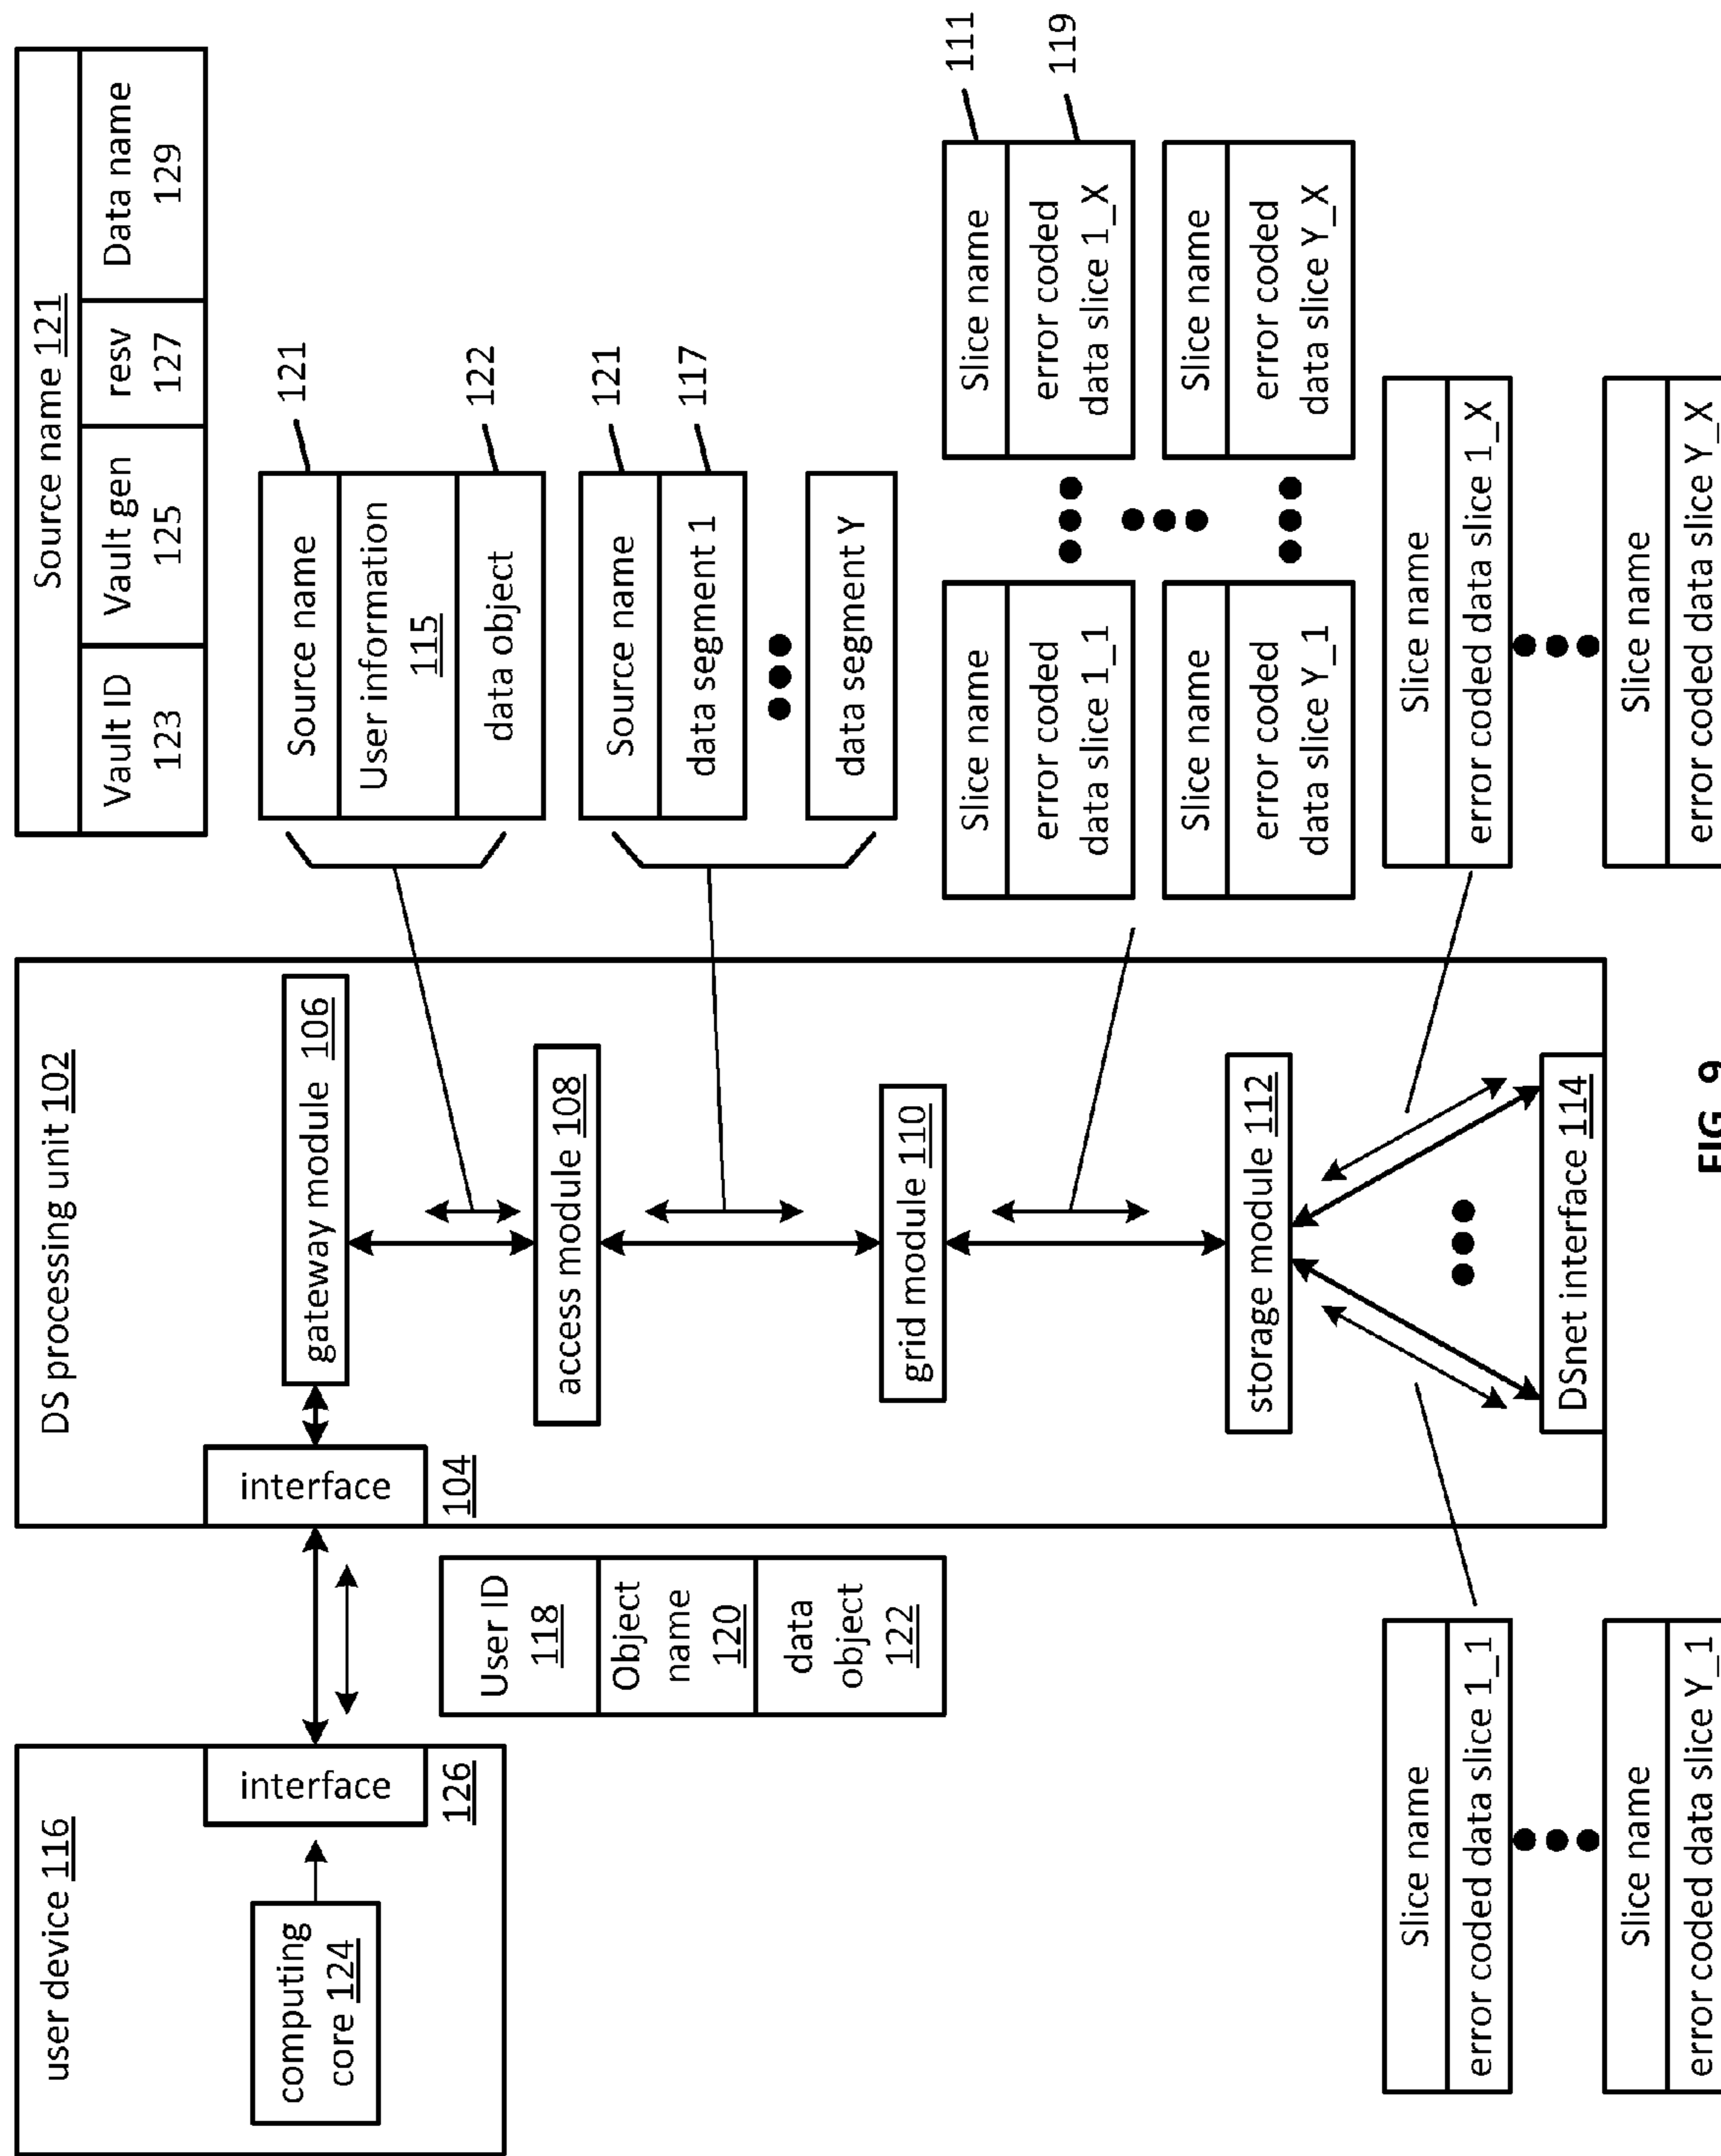 user device 116
computing
core 124
interface
126
User ID
118
Object
name
120
data
object
122
DS processing unit 102
interface
104
gateway module 106
access module 108
grid module 110
storage module 112
DSnet interface 114
Source name 121
Vault ID
123
Vault gen
125
resv
127
Data name
129
Source name
User information
115
data object
121
122
Source name
data segment 1
data segment Y
121
117
Slice name
error coded
data slice 1_1
Slice name
error coded
data slice 1_X
111
119
Slice name
error coded
data slice Y_1
Slice name
error coded
data slice Y_X
Slice name
error coded data slice 1_1
Slice name
error coded data slice Y_1
Slice name
error coded data slice 1_X
Slice name
error coded data slice Y_X
FIG. 9